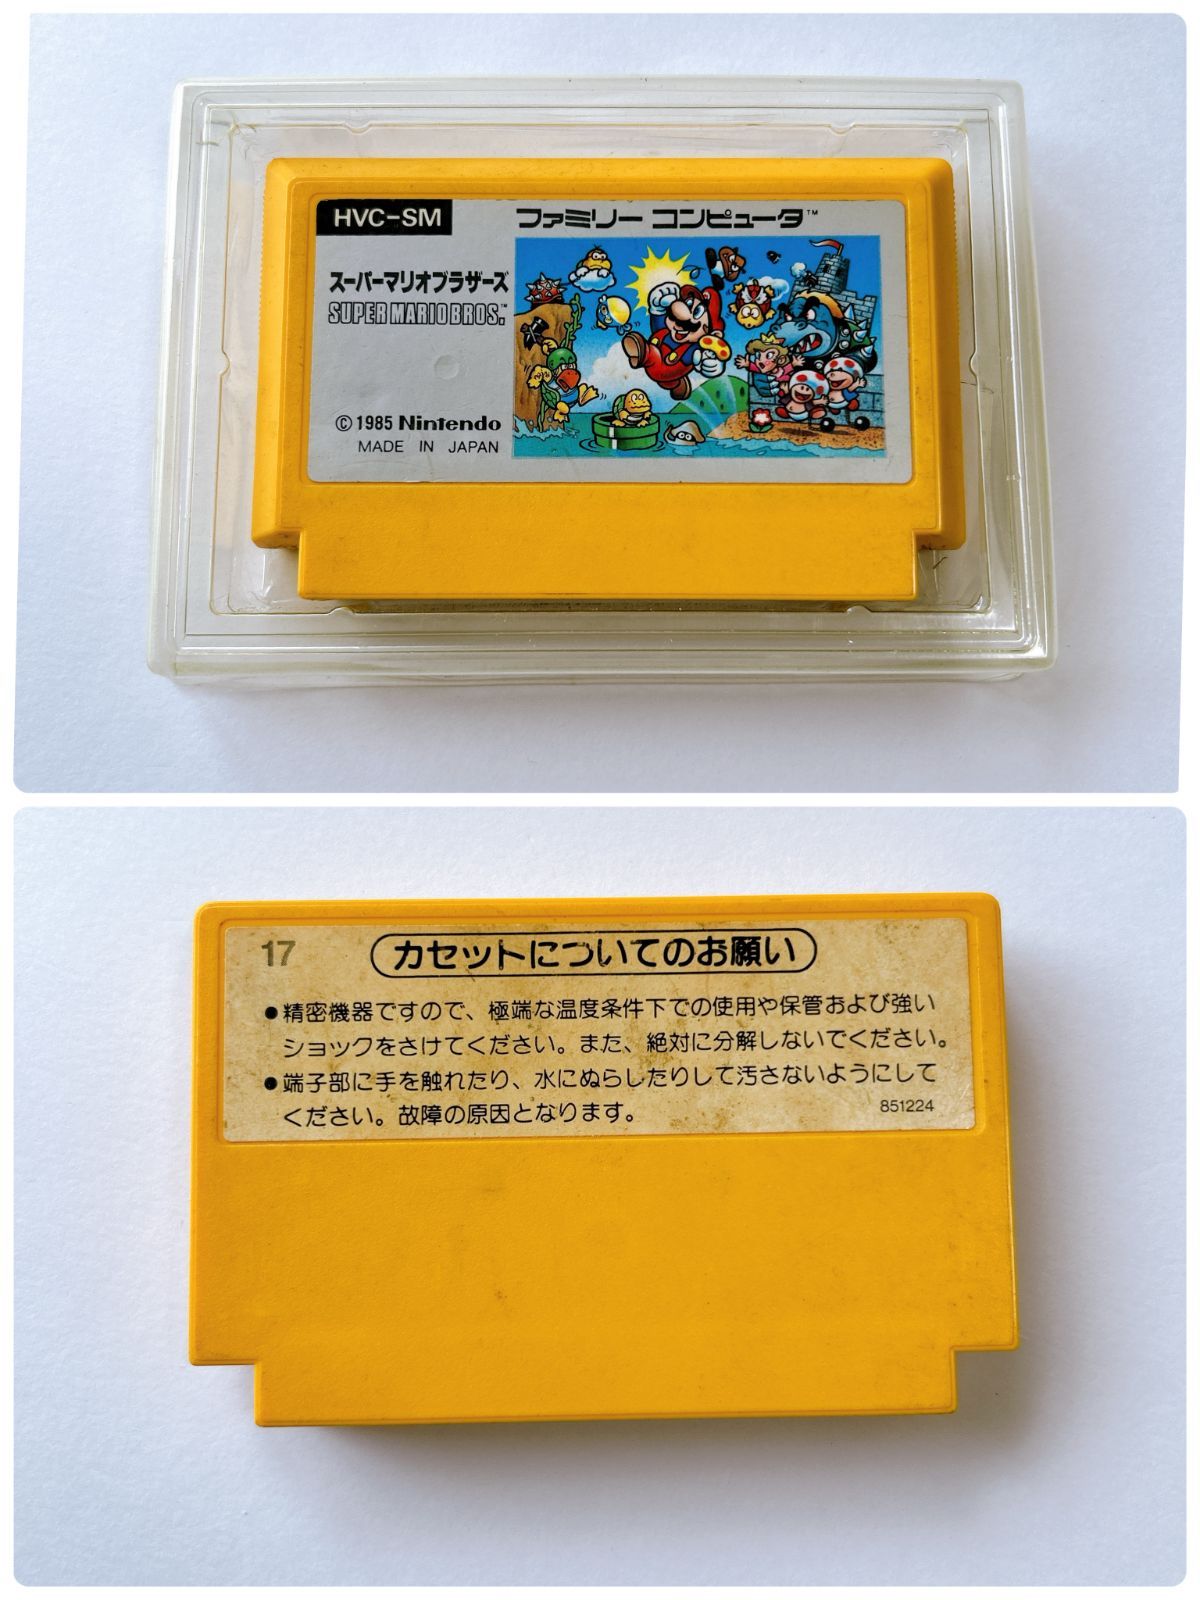 HVC-SM
ファミリー コンピュータ™
スーパーマリオブラザーズ
SUPER MARIO BROS.™
©1985 Nintendo
MADE IN JAPAN
17
カセットについてのお願い
●精密機器ですので、極端な温度条件下での使用や保管および強い
ショックをさけてください。また、絶対に分解しないでください。
●端子部に手を触れたり、水にぬらしたりして汚さないようにして
ください。故障の原因となります。
851224